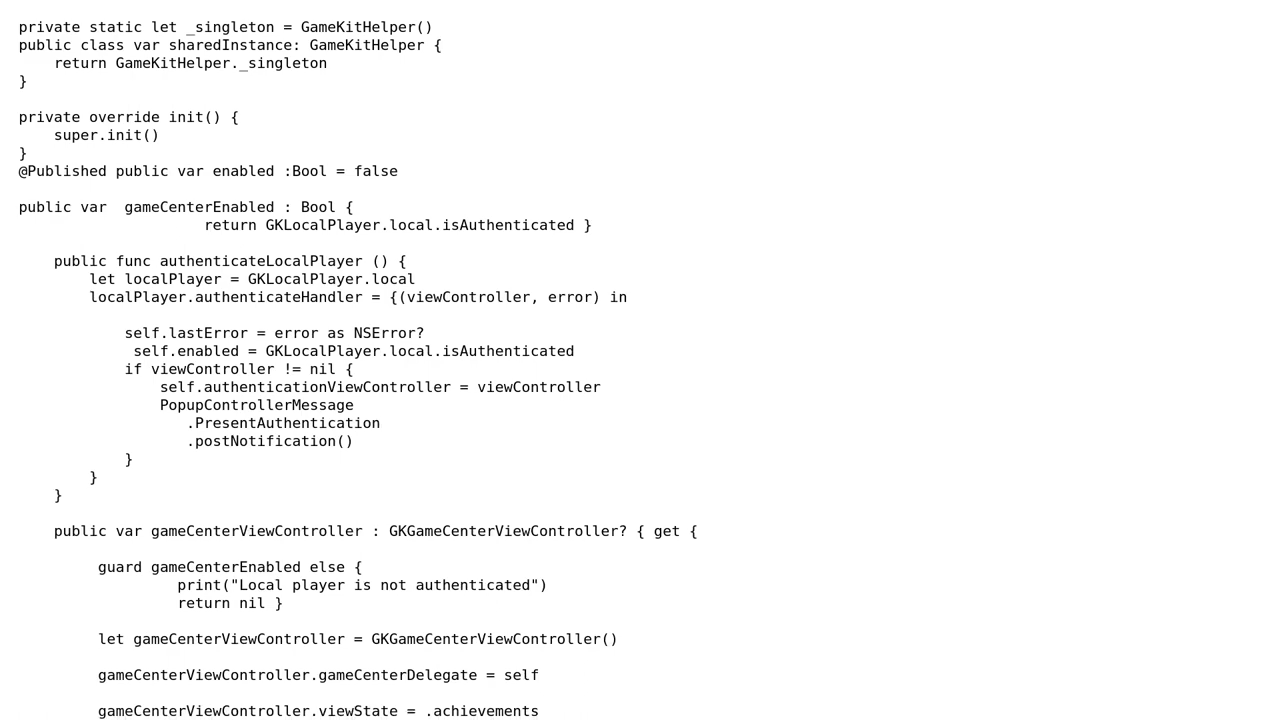 private static let _singleton = GameKitHelper()
public class var sharedInstance: GameKitHelper {
    return GameKitHelper._singleton
}

private override init() {
    super.init()
}
@Published public var enabled :Bool = false

public var  gameCenterEnabled : Bool {
                     return GKLocalPlayer.local.isAuthenticated }

    public func authenticateLocalPlayer () {
        let localPlayer = GKLocalPlayer.local
        localPlayer.authenticateHandler = {(viewController, error) in

            self.lastError = error as NSError?
             self.enabled = GKLocalPlayer.local.isAuthenticated
            if viewController != nil {
                self.authenticationViewController = viewController
                PopupControllerMessage
                   .PresentAuthentication
                   .postNotification()
            }
        }
    }

    public var gameCenterViewController : GKGameCenterViewController? { get {

         guard gameCenterEnabled else {
                  print("Local player is not authenticated")
                  return nil }

         let gameCenterViewController = GKGameCenterViewController()

         gameCenterViewController.gameCenterDelegate = self

         gameCenterViewController.viewState = .achievements